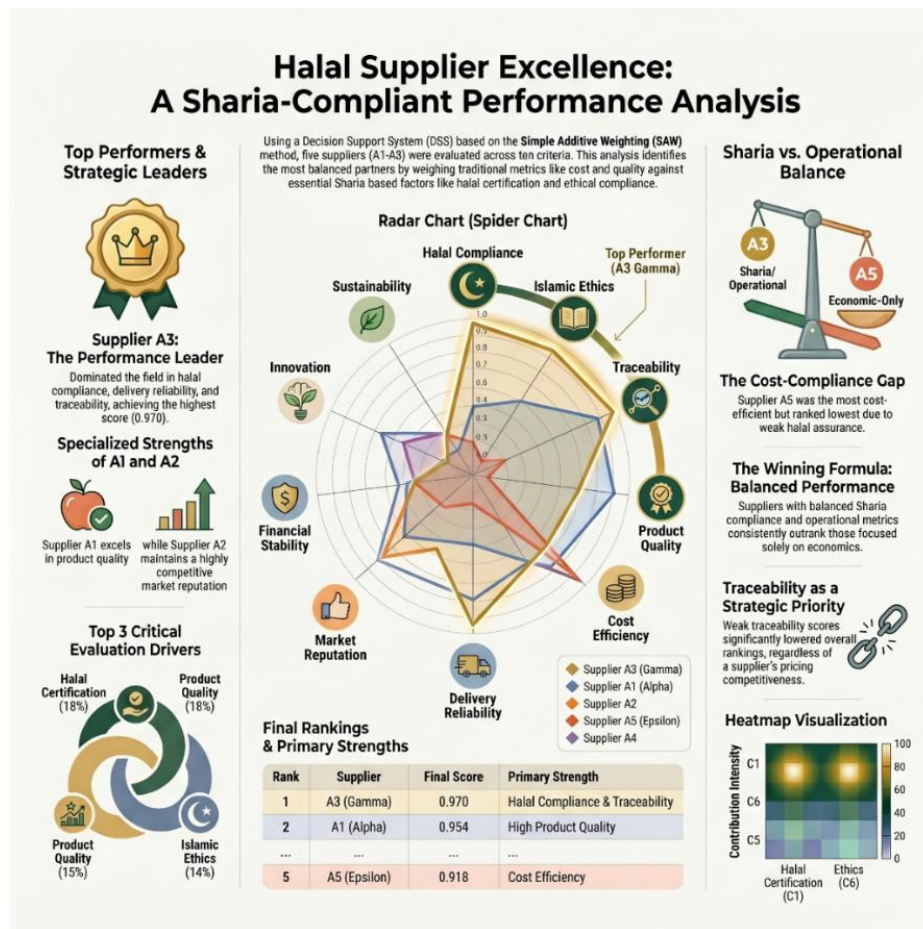 Halal Supplier Excellence:
A Sharia-Compliant Performance Analysis
Top Performers &
Strategic Leaders
Supplier A3:
The Performance Leader
Dominated the field in halal
compliance, delivery reliability, and
traceability, achieving the highest
score (0.970).
Specialized Strengths
of A1 and A2
Supplier A1 excels
in product quality
while Supplier A2
maintains a highly
competitive
market reputation
Top 3 Critical
Evaluation Drivers
Halal
Certification
(18%)
Product
Quality
(18%)
Product
Quality
(15%)
Islamic
Ethics
(14%)
Using a Decision Support System (DSS) based on the Simple Additive Weighting (SAW)
method, five suppliers (A1-A3) were evaluated across ten criteria. This analysis identifies
the most balanced partners by weighing traditional metrics like cost and quality against
essential Sharia based factors like halal certification and ethical compliance.
Radar Chart (Spider Chart)
Halal Compliance
Islamic Ethics
Top Performer
(A3 Gamma)
Sustainability
Innovation
Traceability
Financial
Stability
$
Product
Quality
Market
Reputation
Cost
Efficiency
Delivery
Reliability
1.0
0.9
0.8
0.7
0.6
0.5
Supplier A3 (Gamma)
Supplier A1 (Alpha)
Supplier A2
Supplier A5 (Epsilon)
Supplier A4
Final Rankings
& Primary Strengths
Rank Supplier Final Score Primary Strength
1 A3 (Gamma) 0.970 Halal Compliance & Traceability
2 A1 (Alpha) 0.954 High Product Quality
... ... ... ...
5 A5 (Epsilon) 0.918 Cost Efficiency
Sharia vs. Operational
Balance
A3
Sharia/
Operational
A5
Economic-Only
The Cost-Compliance Gap
Supplier A5 was the most cost-
efficient but ranked lowest due to
weak halal assurance.
The Winning Formula:
Balanced Performance
Suppliers with balanced Sharia
compliance and operational metrics
consistently outrank those focused
solely on economics.
Traceability as a
Strategic Priority
Weak traceability scores
significantly lowered overall
rankings, regardless of
a supplier's pricing
competitiveness.
Heatmap Visualization
Contribution Intensity
C1
C6
C5
100
80
60
40
20
0
Halal
Certification
(C1)
Ethics
(C6)